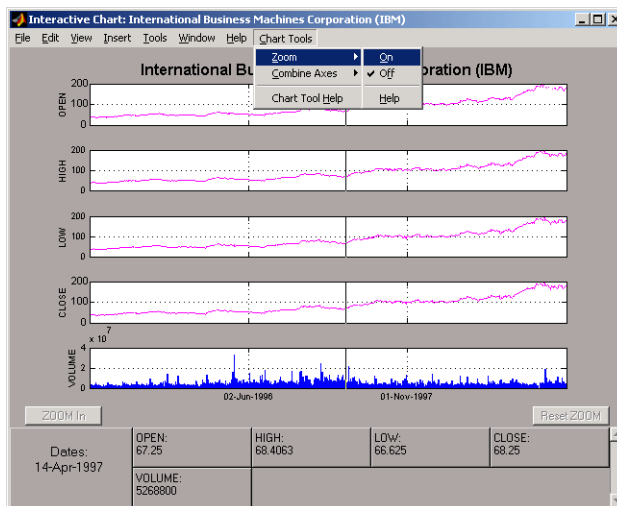 Interactive Chart: International Business Machines Corporation (IBM)
File Edit View Insert Tools Window Help Chart Tools
Zoom
Combine Axes
Chart Tool Help
On
✔ Off
Help
International Bu
oration (IBM)
OPEN
200
100
0
HIGH
200
100
0
LOW
200
100
0
CLOSE
200
100
0
x 10^7
VOLUME
4
2
0
02-Jun-1996 01-Nov-1997
ZOOM In Reset ZOOM
Dates:
14-Apr-1997
OPEN:
67.25
HIGH:
68.4063
LOW:
66.625
CLOSE:
68.25
VOLUME:
5268800